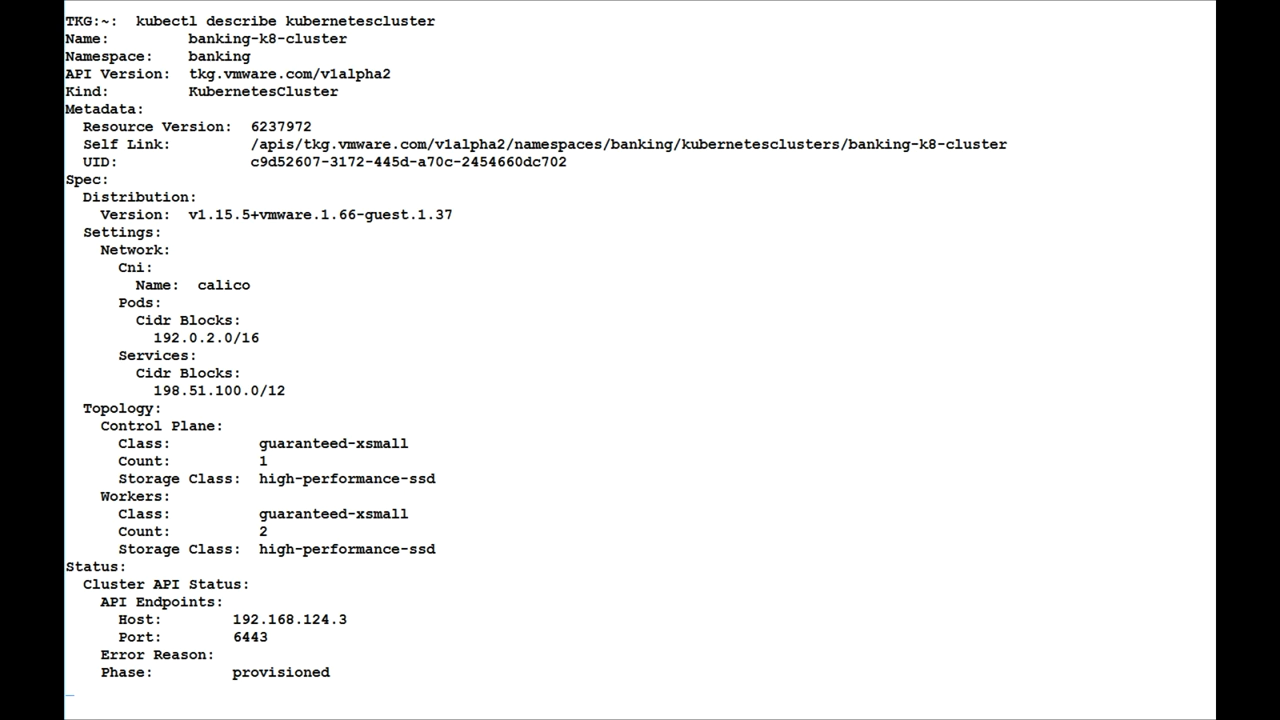 TKG:~:  kubectl describe kubernetescluster
Name:         banking-k8-cluster
Namespace:    banking
API Version:  tkg.vmware.com/v1alpha2
Kind:         KubernetesCluster
Metadata:
  Resource Version:  6237972
  Self Link:         /apis/tkg.vmware.com/v1alpha2/namespaces/banking/kubernetesclusters/banking-k8-cluster
  UID:               c9d52607-3172-445d-a70c-2454660dc702
Spec:
  Distribution:
    Version:  v1.15.5+vmware.1.66-guest.1.37
  Settings:
    Network:
      Cni:
        Name:  calico
      Pods:
        Cidr Blocks:
          192.0.2.0/16
      Services:
        Cidr Blocks:
          198.51.100.0/12
  Topology:
    Control Plane:
      Class:          guaranteed-xsmall
      Count:          1
      Storage Class:  high-performance-ssd
    Workers:
      Class:          guaranteed-xsmall
      Count:          2
      Storage Class:  high-performance-ssd
Status:
  Cluster API Status:
    API Endpoints:
      Host:        192.168.124.3
      Port:        6443
    Error Reason:
    Phase:         provisioned